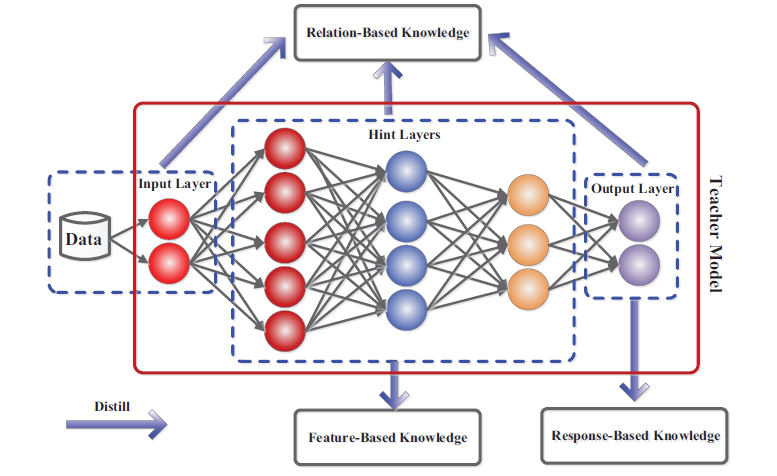 Relation-Based Knowledge
Hint Layers
Input Layer
Output Layer
Data
Teacher Model
Distill
Feature-Based Knowledge
Response-Based Knowledge